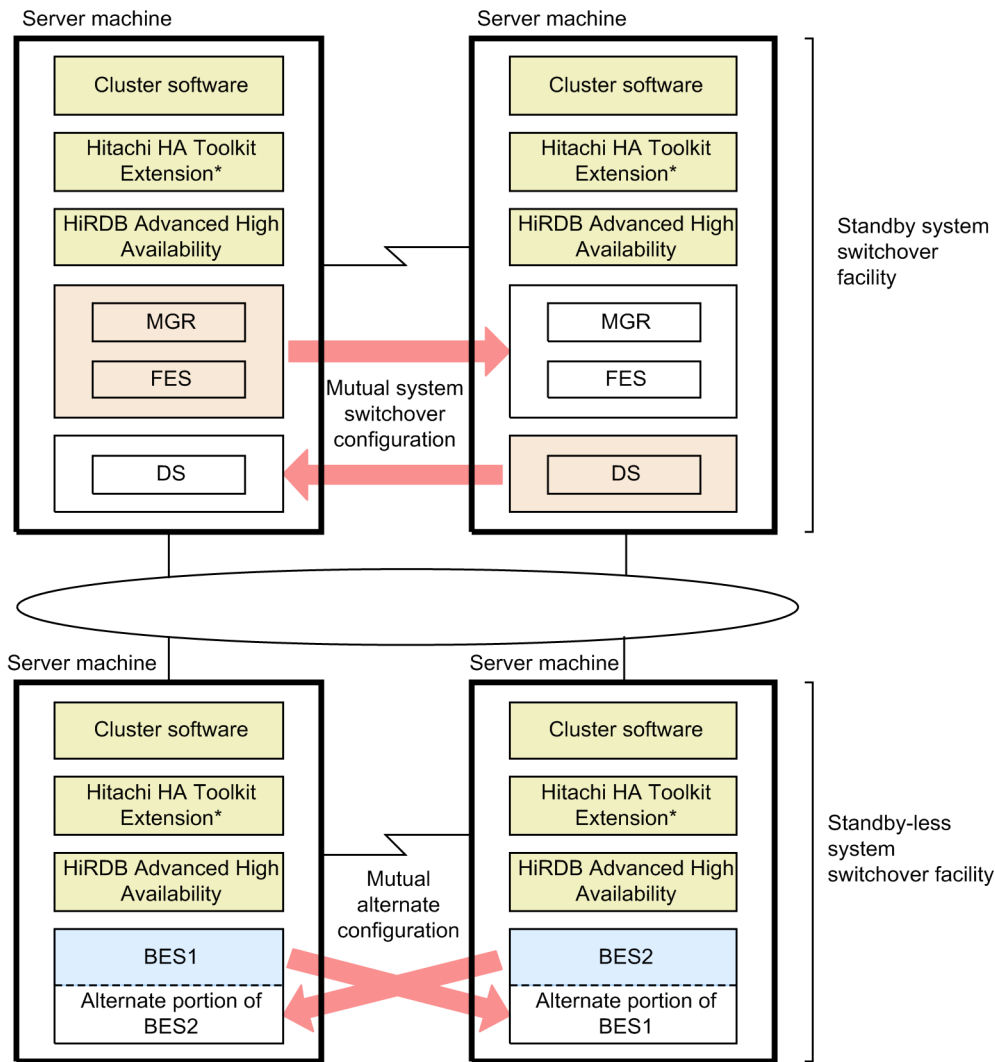 Server machine
Server machine
Cluster software
Hitachi HA Toolkit
Extension*
HiRDB Advanced High
Availability
MGR
FES
DS
Cluster software
Hitachi HA Toolkit
Extension*
HiRDB Advanced High
Availability
MGR
FES
DS
Mutual system
switchover
configuration
Standby system
switchover
facility
Server machine
Server machine
Cluster software
Hitachi HA Toolkit
Extension*
HiRDB Advanced High
Availability
BES1
Alternate portion of
BES2
Cluster software
Hitachi HA Toolkit
Extension*
HiRDB Advanced High
Availability
BES2
Alternate portion of
BES1
Mutual
alternate
configuration
Standby-less
system
switchover facility